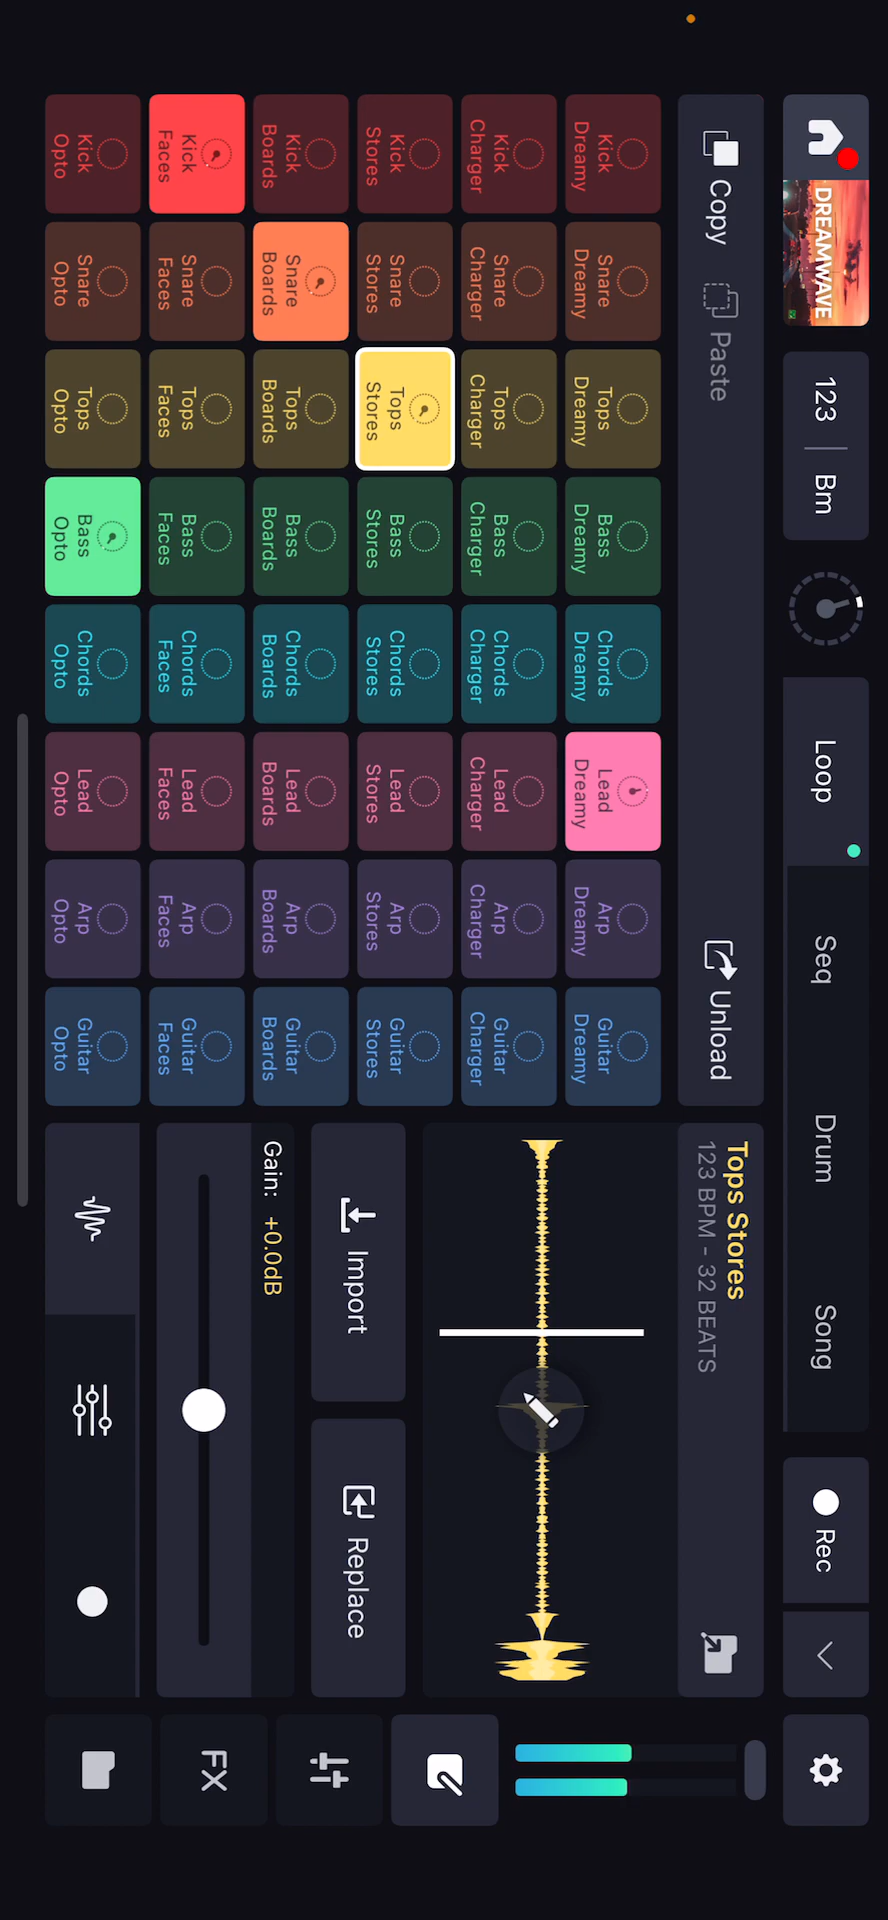 DREAMWAVE
123
Bm
Loop
Seq
Drum
Song
Rec
Copy
Paste
Unload
Tops Stores
123 BPM - 32 BEATS
Kick
Dreamy
Snare
Dreamy
Tops
Dreamy
Bass
Dreamy
Chords
Dreamy
Lead
Dreamy
Arp
Dreamy
Guitar
Dreamy
Kick
Charger
Snare
Charger
Tops
Charger
Bass
Charger
Chords
Charger
Lead
Charger
Arp
Charger
Guitar
Charger
Kick
Stores
Snare
Stores
Tops
Stores
Bass
Stores
Chords
Stores
Lead
Stores
Arp
Stores
Guitar
Stores
Import
Replace
Kick
Boards
Snare
Boards
Tops
Boards
Bass
Boards
Chords
Boards
Lead
Boards
Arp
Boards
Guitar
Boards
Gain: +0.0dB
Kick
Faces
Snare
Faces
Tops
Faces
Bass
Faces
Chords
Faces
Lead
Faces
Arp
Faces
Guitar
Faces
FX
Kick
Opto
Snare
Opto
Tops
Opto
Bass
Opto
Chords
Opto
Lead
Opto
Arp
Opto
Guitar
Opto